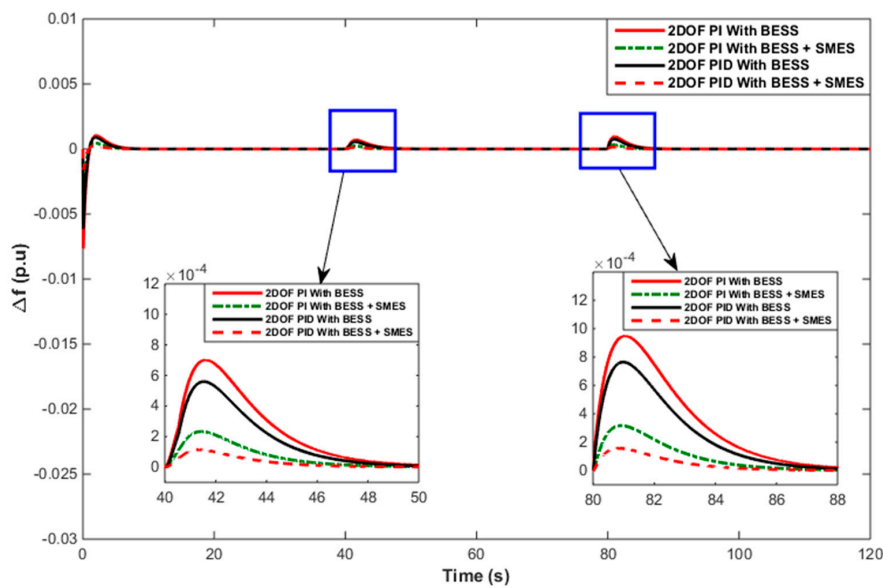 0.01
0.005
0
-0.005
-0.01
-0.015
-0.02
-0.025
-0.03
Δf (p.u)
2DOF PI With BESS
2DOF PI With BESS + SMES
2DOF PID With BESS
2DOF PID With BESS + SMES
12 ×10^-4
10
8
6
4
2
0
2DOF PI With BESS
2DOF PI With BESS + SMES
2DOF PID With BESS
2DOF PID With BESS + SMES
40 42 44 46 48 50
×10^-4
12
10
8
6
4
2
0
2DOF PI With BESS
2DOF PI With BESS + SMES
2DOF PID With BESS
2DOF PID With BESS + SMES
80 82 84 86 88
0 20 40 60 80 100 120
Time (s)